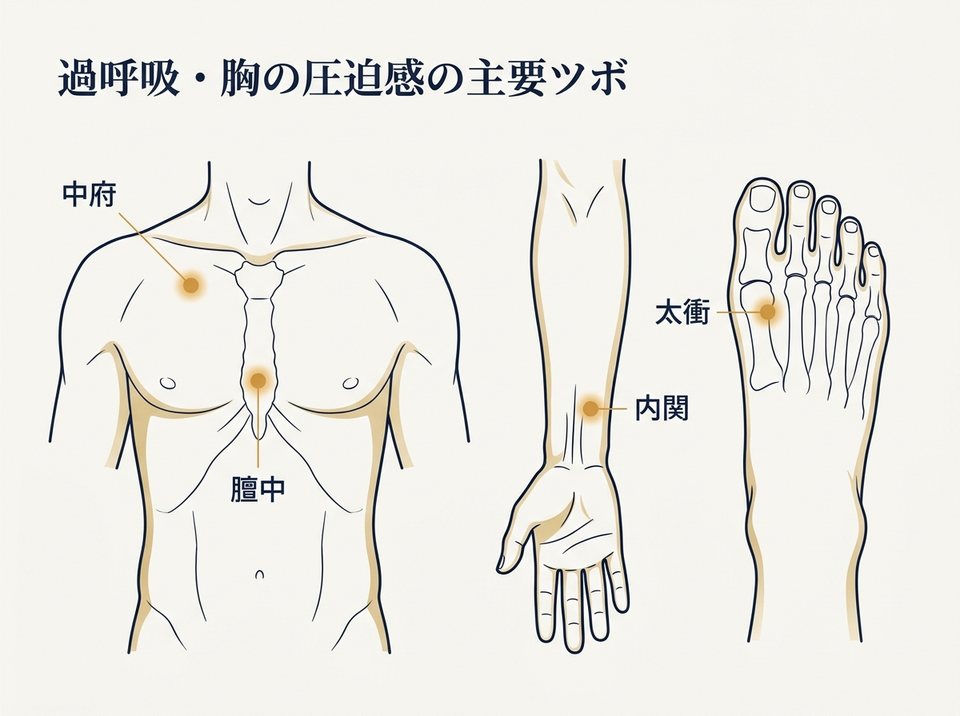 過呼吸・胸の圧迫感の主要ツボ
中府
膻中
内関
太衝